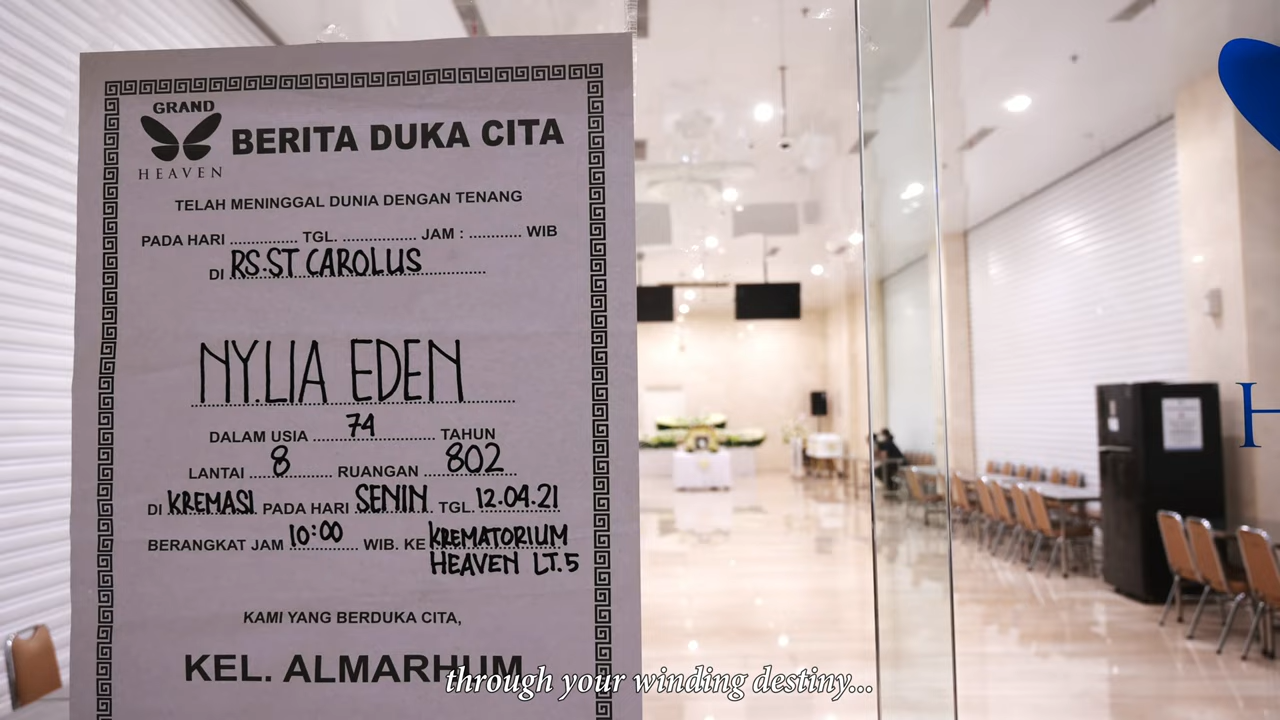 GRAND
HEAVEN
BERITA DUKA CITA
TELAH MENINGGAL DUNIA DENGAN TENANG
PADA HARI .............. TGL. ................ JAM : ........... WIB
DI RS.ST CAROLUS
NY.LIA EDEN
DALAM USIA 74 TAHUN
LANTAI 8 RUANGAN 802
DI KREMASI PADA HARI SENIN TGL. 12.04.21
BERANGKAT JAM 10:00 WIB. KE KREMATORIUM
HEAVEN LT.5
KAMI YANG BERDUKA CITA,
KEL. ALMARHUM
through your winding destiny...
H